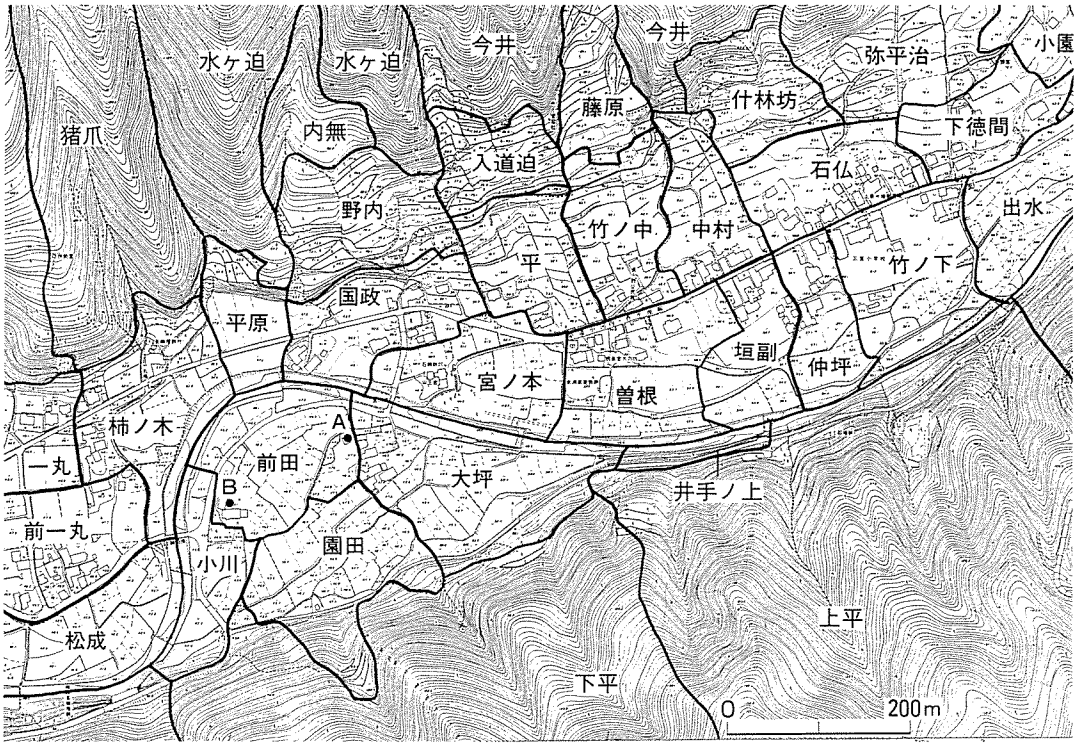 今井
今井
水ヶ迫
水ヶ迫
弥平治
小園
猪爪
内無
藤原
什林坊
下徳間
入道迫
石仏
野内
竹ノ中
中村
出水
平
竹ノ下
国政
平原
宮ノ本
垣副
仲坪
曽根
柿ノ木
A
前田
大坪
一丸
B
井手ノ上
前一丸
園田
小川
松成
上平
下平
0
200m